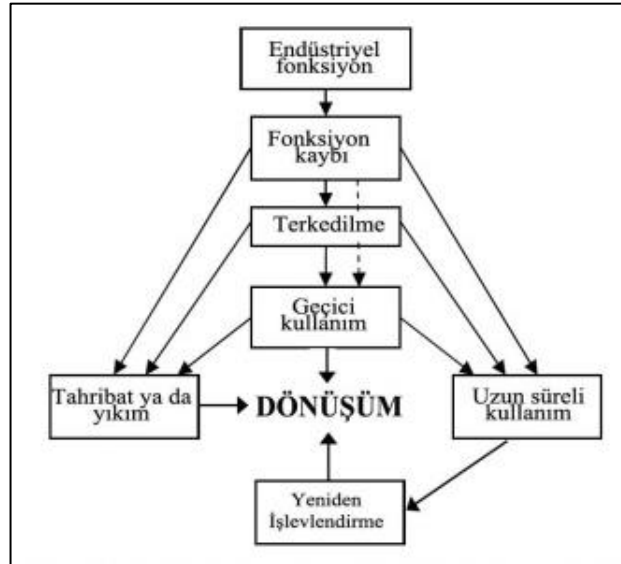 Endüstriyel
fonksiyon
Fonksiyon
kaybı
Terkedilme
Geçici
kullanım
Tahribat ya da
yıkım
DÖNÜŞÜM
Uzun süreli
kullanım
Yeniden
İşlevlendirme